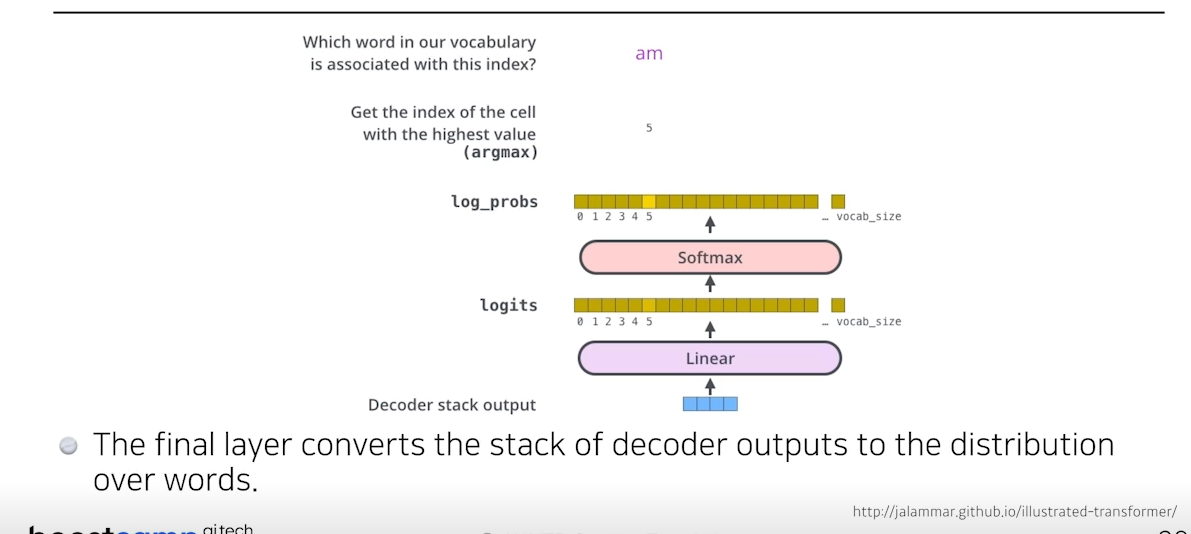 Which word in our vocabulary
is associated with this index?
am
Get the index of the cell
with the highest value
(argmax)
5
log_probs
0 1 2 3 4 5 … vocab_size
Softmax
logits
0 1 2 3 4 5 … vocab_size
Linear
Decoder stack output
The final layer converts the stack of decoder outputs to the distribution
over words.
http://jalammar.github.io/illustrated-transformer/
boostcamp aitech